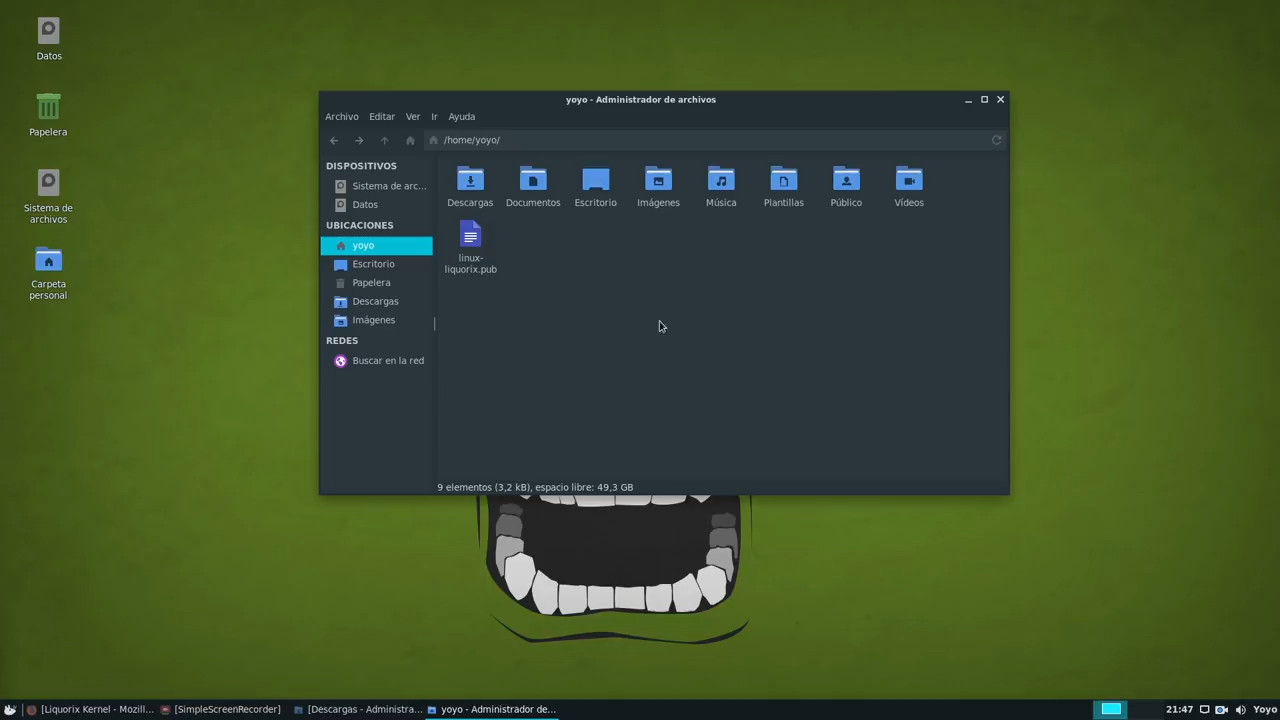 Datos
Papelera
Sistema de
archivos
Carpeta
personal
yoyo - Administrador de archivos
Archivo Editar Ver Ir Ayuda
/home/yoyo/
DISPOSITIVOS
Sistema de arc...
Datos
UBICACIONES
yoyo
Escritorio
Papelera
Descargas
Imágenes
REDES
Buscar en la red
Descargas Documentos Escritorio Imágenes Música Plantillas Público Vídeos
linux-
liquorix.pub
9 elementos (3,2 kB), espacio libre: 49,3 GB
[Liquorix Kernel - Mozill... [SimpleScreenRecorder] [Descargas - Administra... yoyo - Administrador de... 21:47 Yoyo